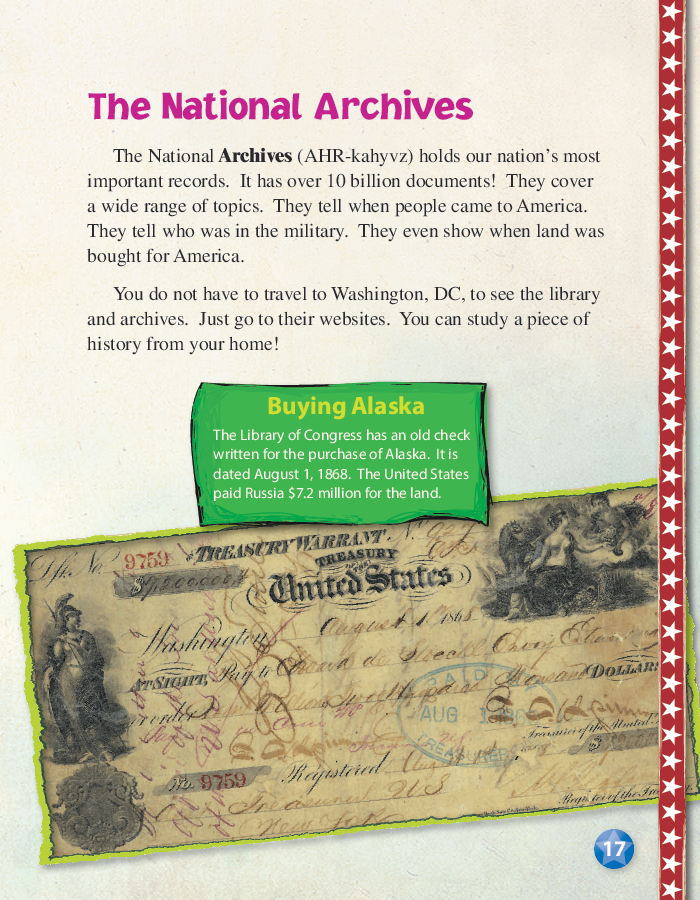 The National Archives
The National Archives (AHR-kahyvz) holds our nation's most
important records. It has over 10 billion documents! They cover
a wide range of topics. They tell when people came to America.
They tell who was in the military. They even show when land was
bought for America.
You do not have to travel to Washington, DC, to see the library
and archives. Just go to their websites. You can study a piece of
history from your home!
Buying Alaska
The Library of Congress has an old check
written for the purchase of Alaska. It is
dated August 1, 1868. The United States
paid Russia $7.2 million for the land.
9759 TREASURY WARRANT.
TREASURY
United States
Washington August 1 1868
AT SIGHT, Pay to DOLLARS
PAID
AUG
TREASURER
Treasurer of the United
No. 9759 Registered
Register of the
17